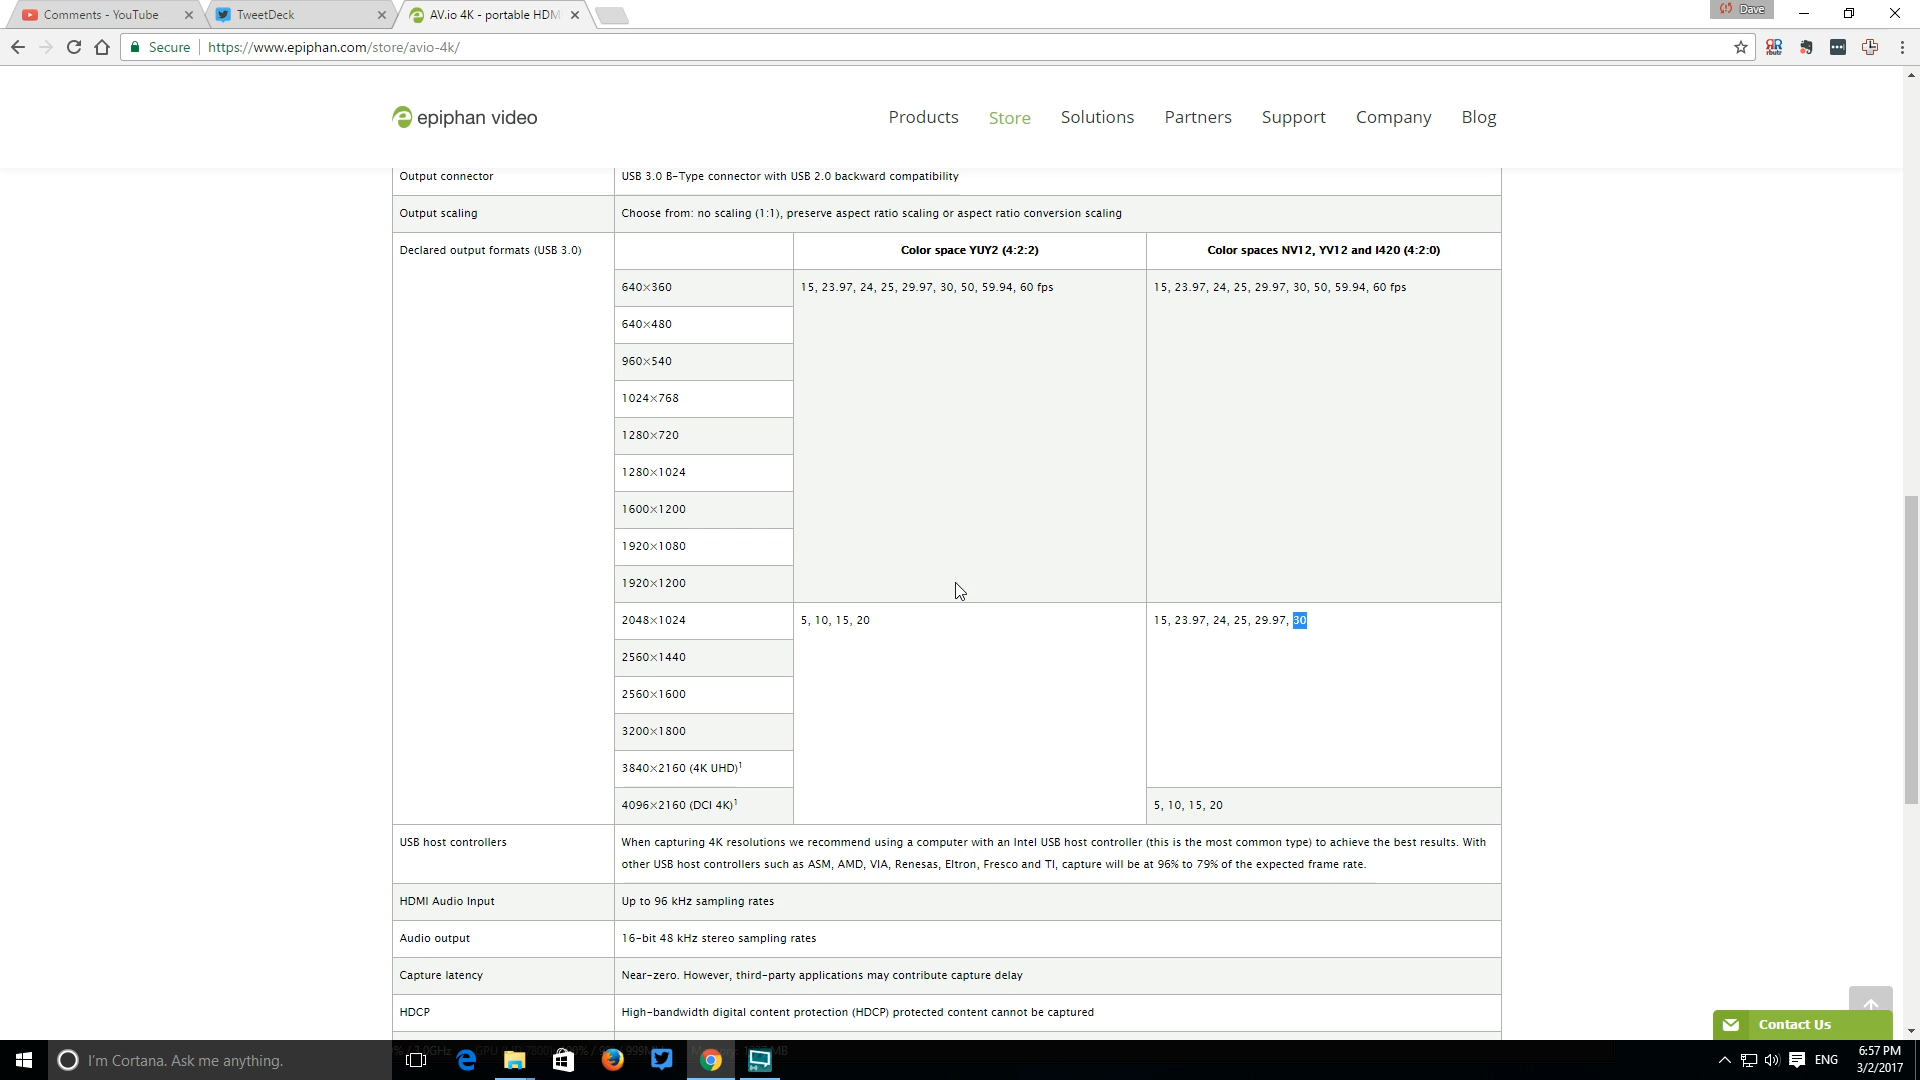 Comments - YouTube
TweetDeck
AV.io 4K - portable HDM
Dave
Secure
https://www.epiphan.com/store/avio-4k/
rbutr
epiphan video
Products
Store
Solutions
Partners
Support
Company
Blog
Output connector
USB 3.0 B-Type connector with USB 2.0 backward compatibility
Output scaling
Choose from: no scaling (1:1), preserve aspect ratio scaling or aspect ratio conversion scaling
Declared output formats (USB 3.0)
Color space YUY2 (4:2:2)
Color spaces NV12, YV12 and I420 (4:2:0)
640×360
15, 23.97, 24, 25, 29.97, 30, 50, 59.94, 60 fps
15, 23.97, 24, 25, 29.97, 30, 50, 59.94, 60 fps
640×480
960×540
1024×768
1280×720
1280×1024
1600×1200
1920×1080
1920×1200
2048×1024
5, 10, 15, 20
15, 23.97, 24, 25, 29.97, 30
2560×1440
2560×1600
3200×1800
3840×2160 (4K UHD)¹
4096×2160 (DCI 4K)¹
5, 10, 15, 20
USB host controllers
When capturing 4K resolutions we recommend using a computer with an Intel USB host controller (this is the most common type) to achieve the best results. With
other USB host controllers such as ASM, AMD, VIA, Renesas, Eltron, Fresco and TI, capture will be at 96% to 79% of the expected frame rate.
HDMI Audio Input
Up to 96 kHz sampling rates
Audio output
16-bit 48 kHz stereo sampling rates
Capture latency
Near-zero. However, third-party applications may contribute capture delay
HDCP
High-bandwidth digital content protection (HDCP) protected content cannot be captured
Contact Us
I'm Cortana. Ask me anything.
ENG
6:57 PM
3/2/2017